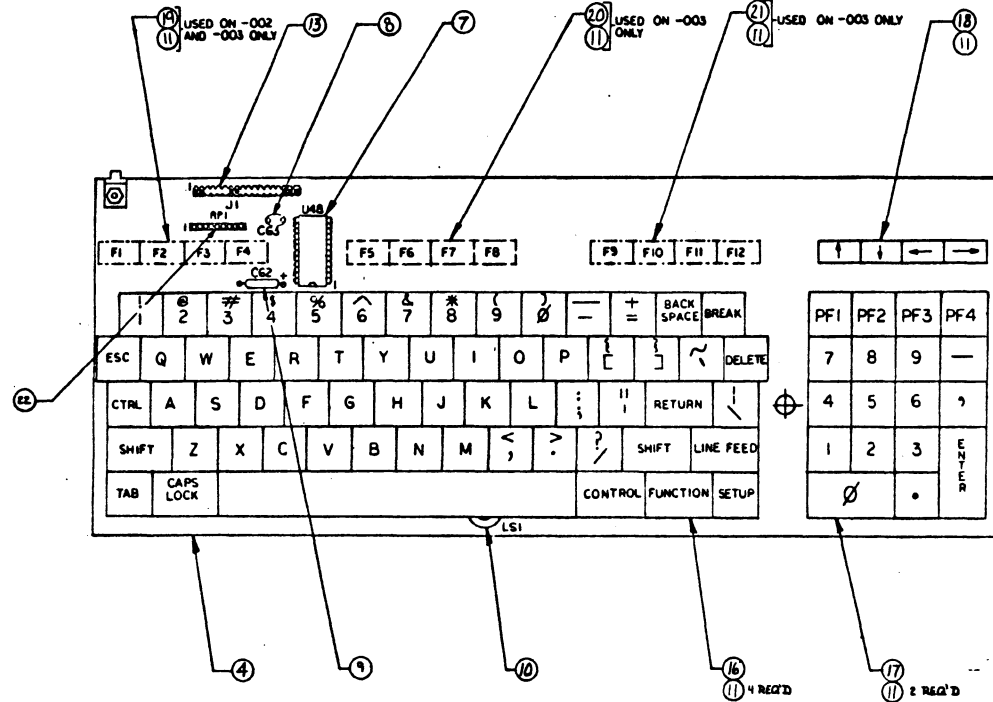 19 USED ON -002
11 AND -003 ONLY
13
8
7
20 USED ON -003
11 ONLY
21 USED ON -003 ONLY
11
18
11
1
J1
RP1
1
C63
U48
1
F1 F2 F3 F4
F5 F6 F7 F8
F9 F10 F11 F12
↑ ↓ ← →
C62 +
! 1 @ 2 # 3 $ 4 % 5 ^ 6 & 7 * 8 ( 9 ) Ø — - + = BACK SPACE BREAK
PF1 PF2 PF3 PF4
ESC Q W E R T Y U I O P { [ } ] ~ ` DELETE
7 8 9 —
22
CTRL A S D F G H J K L : ; " ' RETURN ¦ \
4 5 6 ,
SHIFT Z X C V B N M < , > . ? / SHIFT LINE FEED
1 2 3 ENTER
TAB CAPS LOCK CONTROL FUNCTION SETUP
Ø .
LS1
4
9
10
16
11 4 REQ'D
17
11 2 REQ'D